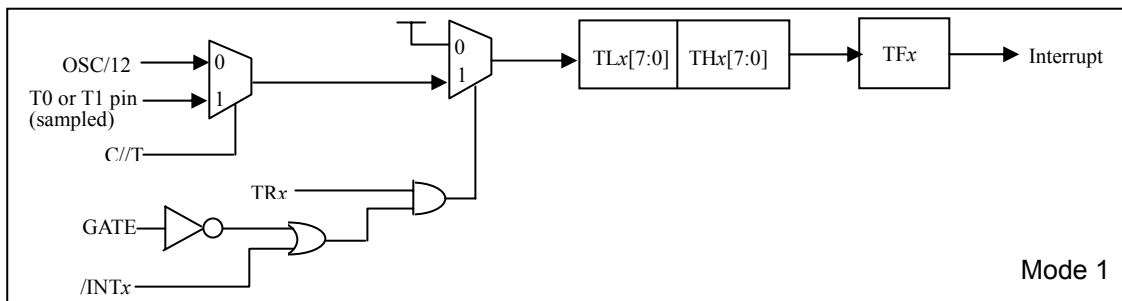 0
OSC/12 0 TLx[7:0] THx[7:0] TFx Interrupt
1
T0 or T1 pin 1
(sampled)
C//T
TRx
GATE
/INTx
Mode 1